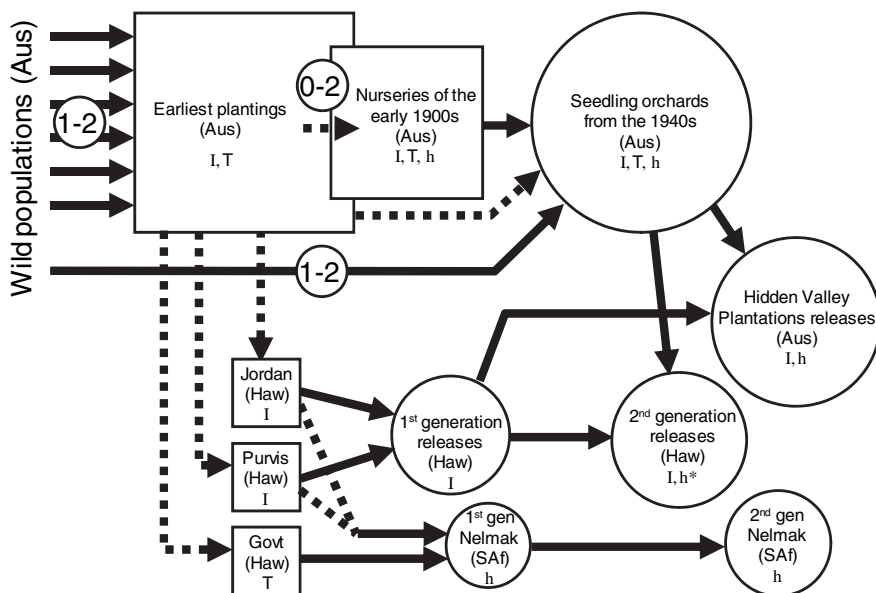 Wild populations (Aus)
1-2
Earliest plantings
(Aus)
I, T
0-2
Nurseries of the
early 1900s
(Aus)
I, T, h
Seedling orchards
from the 1940s
(Aus)
I, T, h
1-2
Hidden Valley
Plantations releases
(Aus)
I, h
Jordan
(Haw)
I
1st generation
releases
(Haw)
I
2nd generation
releases
(Haw)
I, h*
Purvis
(Haw)
I
Govt
(Haw)
T
1st gen
Nelmak
(SAf)
h
2nd gen
Nelmak
(SAf)
h